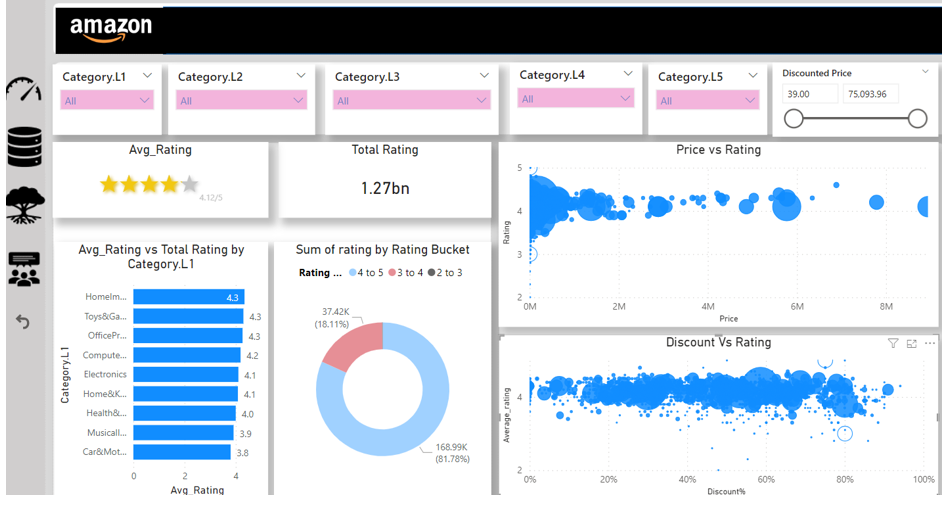 amazon
Category.L1
All
Category.L2
All
Category.L3
All
Category.L4
All
Category.L5
All
Discounted Price
39.00
75.093.96
Avg_Rating
4.12/5
Total Rating
1.27bn
Price vs Rating
Rating
5
4
3
2
0M
2M
4M
6M
8M
Price
Avg_Rating vs Total Rating by
Category.L1
Category.L1
HomeIm...
4.3
Toys&Ga...
4.3
OfficePr...
4.3
Compute...
4.2
Electronics
4.1
Home&K...
4.1
Health&...
4.0
Musicall...
3.9
Car&Mot...
3.8
0
2
4
Avg_Rating
Sum of rating by Rating Bucket
Rating ...
4 to 5
3 to 4
2 to 3
37.42K
(18.11%)
168.99K
(81.78%)
Discount Vs Rating
Average_rating
4
2
0%
20%
40%
60%
80%
100%
Discount%